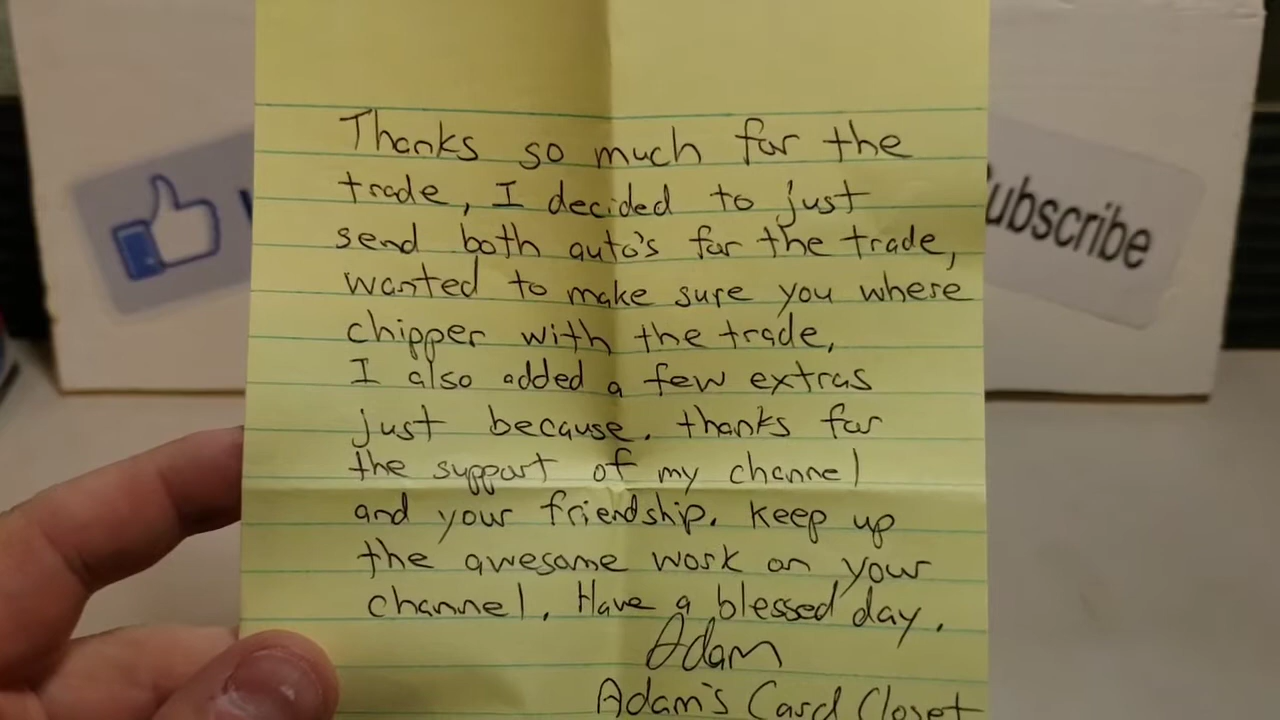 Thanks so much for the
trade, I decided to just
send both auto's for the trade,
wanted to make sure you where
chipper with the trade,
I also added a few extras
just because. thanks for
the support of my channel
and your friendship. Keep up
the awesome work on your
channel. Have a blessed day.
Adam
Adam's Card Closet
ubscribe